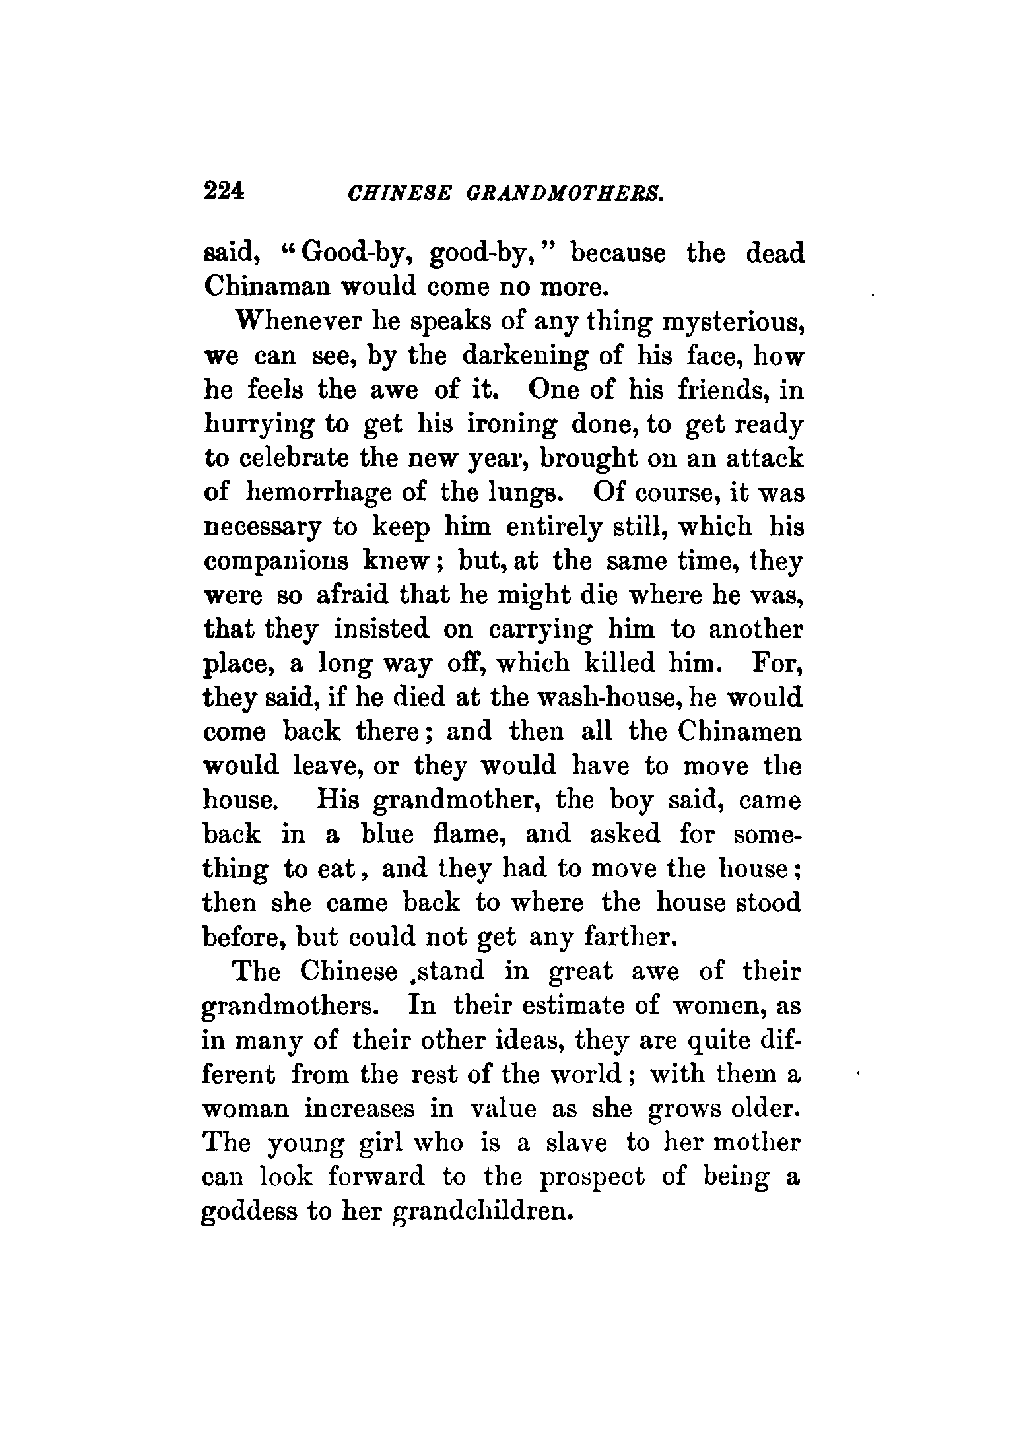 224 CHINESE GRANDMOTHERS.
said, "Good-by, good-by," because the dead
Chinaman would come no more.
Whenever he speaks of any thing mysterious,
we can see, by the darkening of his face, how
he feels the awe of it. One of his friends, in
hurrying to get his ironing done, to get ready
to celebrate the new year, brought on an attack
of hemorrhage of the lungs. Of course, it was
necessary to keep him entirely still, which his
companions knew; but, at the same time, they
were so afraid that he might die where he was,
that they insisted on carrying him to another
place, a long way off, which killed him. For,
they said, if he died at the wash-house, he would
come back there; and then all the Chinamen
would leave, or they would have to move the
house. His grandmother, the boy said, came
back in a blue flame, and asked for some-
thing to eat, and they had to move the house;
then she came back to where the house stood
before, but could not get any farther.
The Chinese stand in great awe of their
grandmothers. In their estimate of women, as
in many of their other ideas, they are quite dif-
ferent from the rest of the world; with them a
woman increases in value as she grows older.
The young girl who is a slave to her mother
can look forward to the prospect of being a
goddess to her grandchildren.